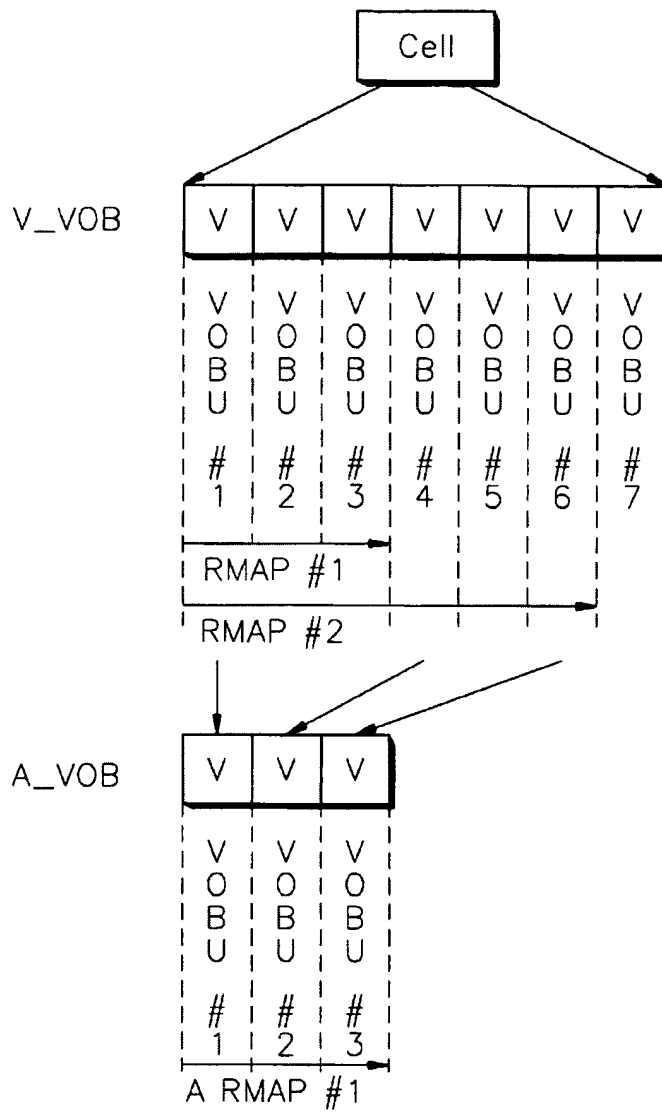 Cell
V_VOB V V V V V V V
VOBU #1 VOBU #2 VOBU #3 VOBU #4 VOBU #5 VOBU #6 VOBU #7
RMAP #1
RMAP #2
A_VOB V V V
VOBU #1 VOBU #2 VOBU #3
A RMAP #1